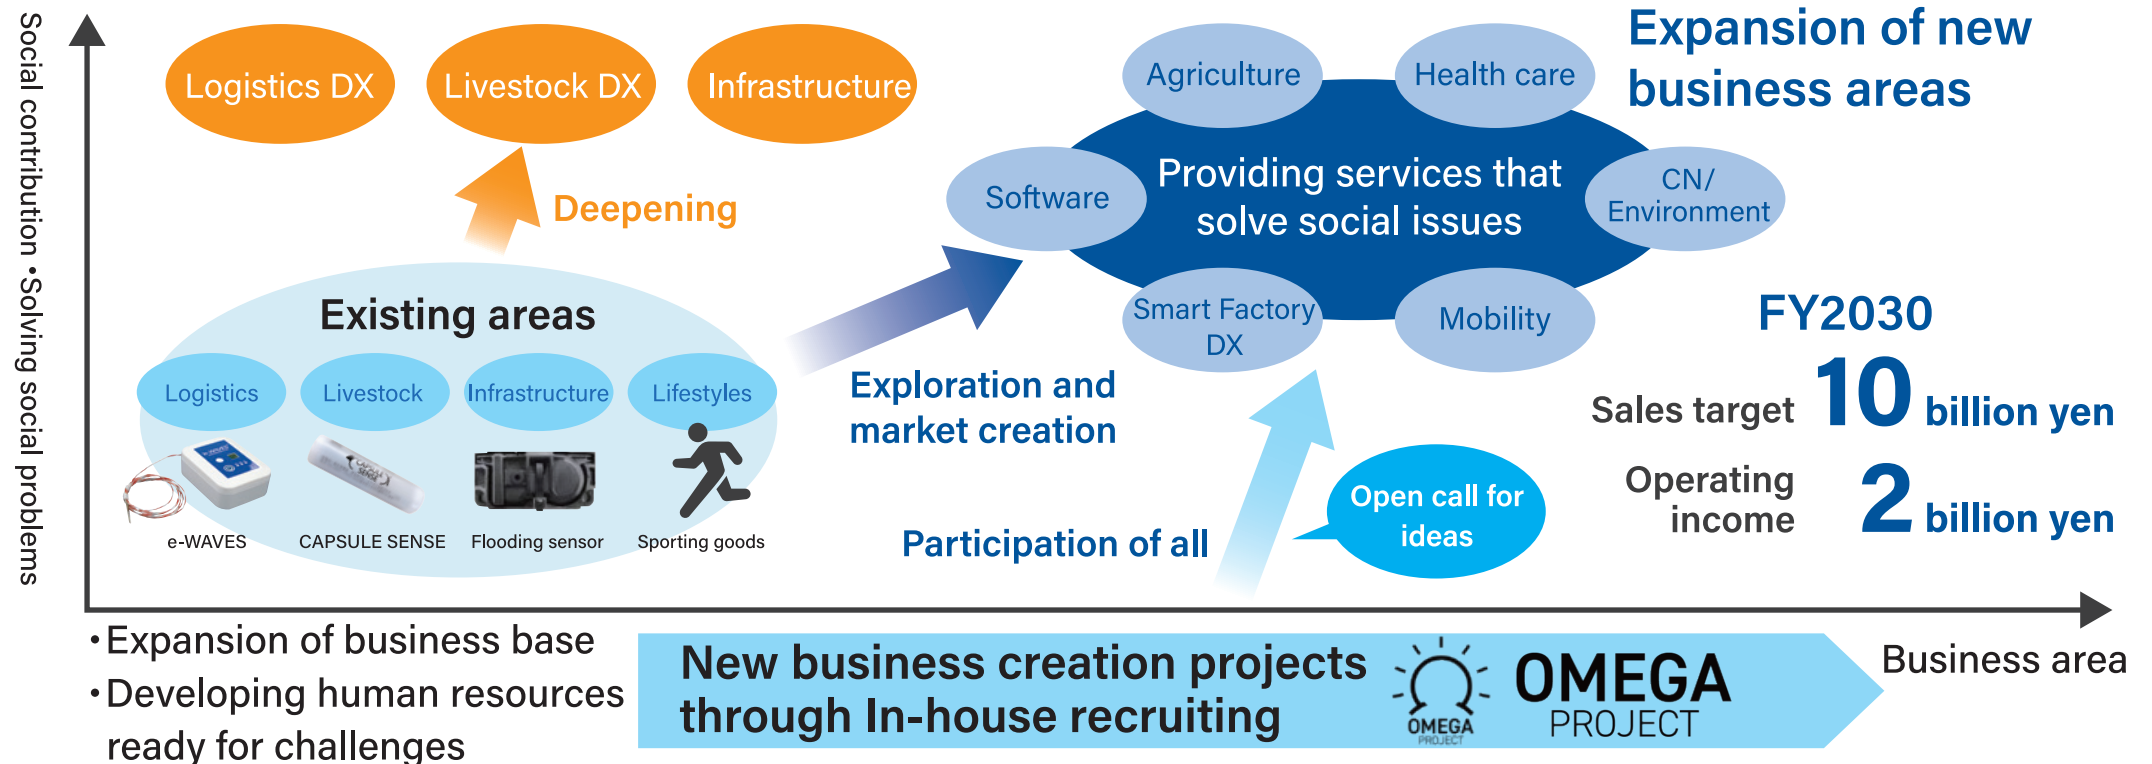 Social contribution •Solving social problems
Logistics DX
Livestock DX
Infrastructure
Deepening
Existing areas
Logistics
Livestock
Infrastructure
Lifestyles
CAPSULE
SENSE
e-WAVES
CAPSULE SENSE
Flooding sensor
Sporting goods
Exploration and
market creation
Participation of all
Open call for
ideas
Agriculture
Health care
Software
Providing services that
solve social issues
CN/
Environment
Smart Factory
DX
Mobility
Expansion of new
business areas
FY2030
Sales target 10 billion yen
Operating
income 2 billion yen
•Expansion of business base
•Developing human resources
ready for challenges
New business creation projects
through In-house recruiting
OMEGA
PROJECT
OMEGA
PROJECT
Business area